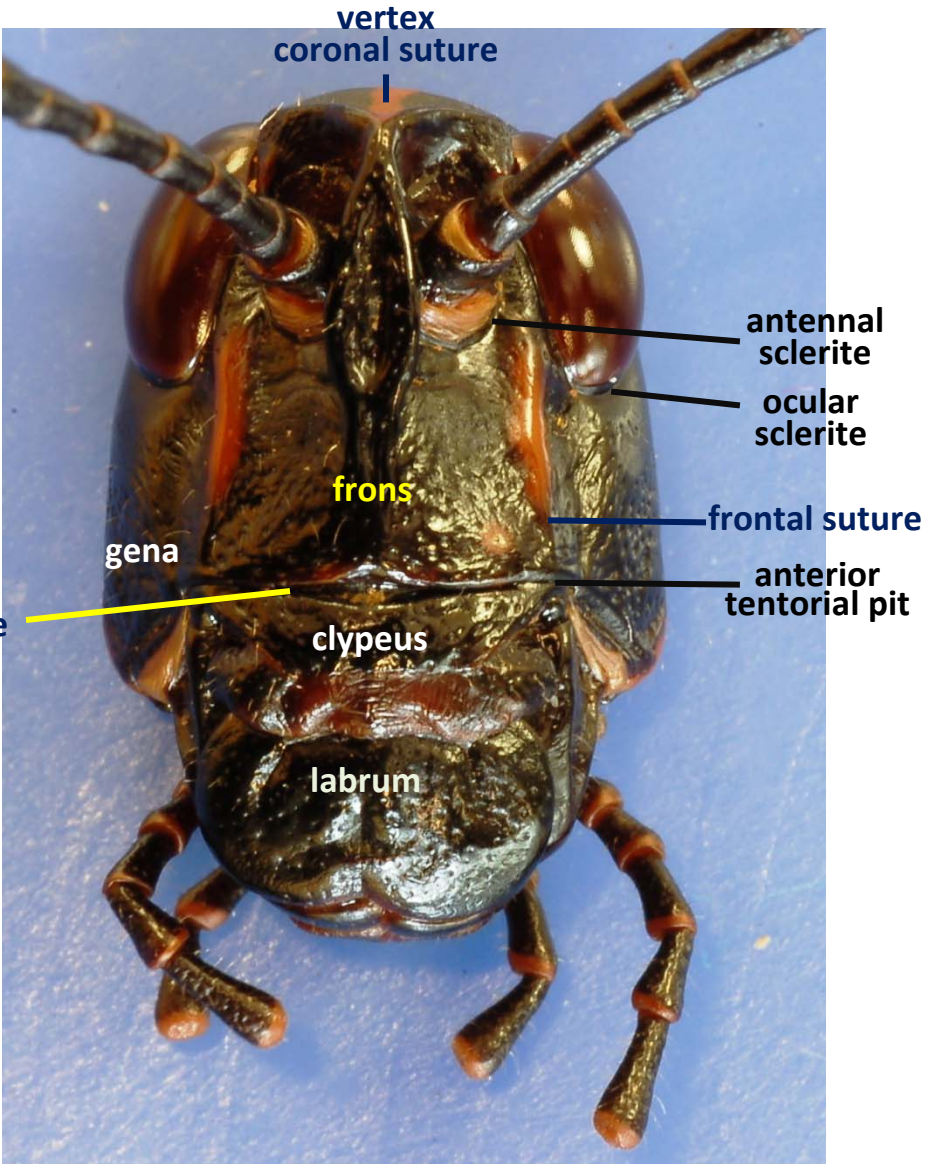 vertex
coronal suture
antennal
sclerite
ocular
sclerite
frons
frontal suture
gena
anterior
tentorial pit
clypeus
labrum